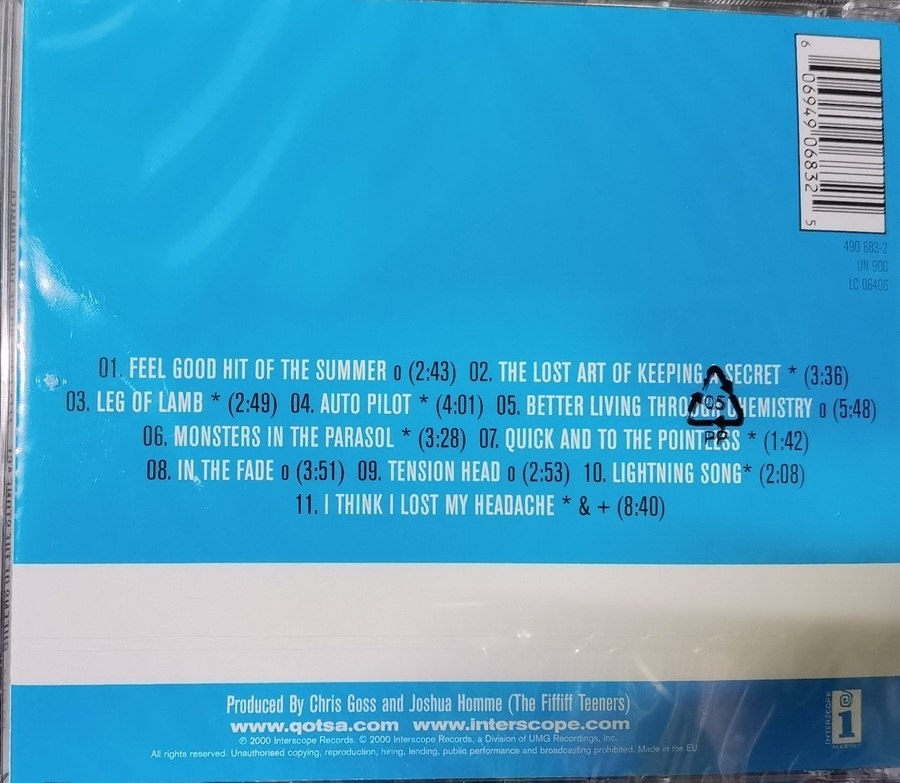 6 06949 06832 5
490 683-2
UN 900
LC 06406
01. FEEL GOOD HIT OF THE SUMMER o (2:43) 02. THE LOST ART OF KEEPING A SECRET * (3:36)
03. LEG OF LAMB * (2:49) 04. AUTO PILOT * (4:01) 05. BETTER LIVING THROUGH CHEMISTRY o (5:48)
05
PP
06. MONSTERS IN THE PARASOL * (3:28) 07. QUICK AND TO THE POINTLESS * (1:42)
08. IN THE FADE o (3:51) 09. TENSION HEAD o (2:53) 10. LIGHTNING SONG* (2:08)
11. I THINK I LOST MY HEADACHE * & + (8:40)
Produced By Chris Goss and Joshua Homme (The Fiffiff Teeners)
www.qotsa.com www.interscope.com
℗ 2000 Interscope Records. © 2000 Interscope Records, a Division of UMG Recordings, Inc.
All rights reserved. Unauthorised copying, reproduction, hiring, lending, public performance and broadcasting prohibited. Made in the EU
INTERSCOPE
i
RECORDS